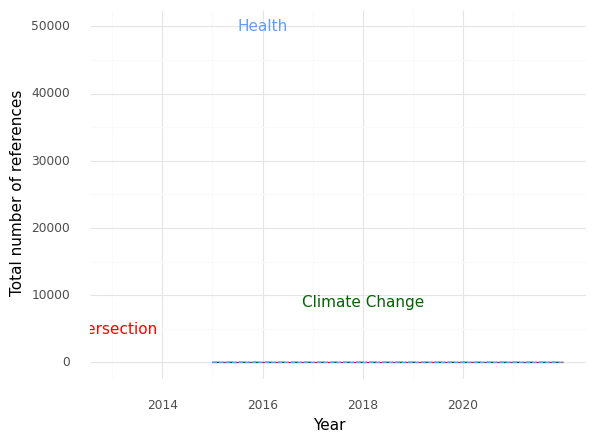 50000
Health
40000
30000
20000
10000
Climate Change
ersection
0
2014 2016 2018 2020
Year
Total number of references